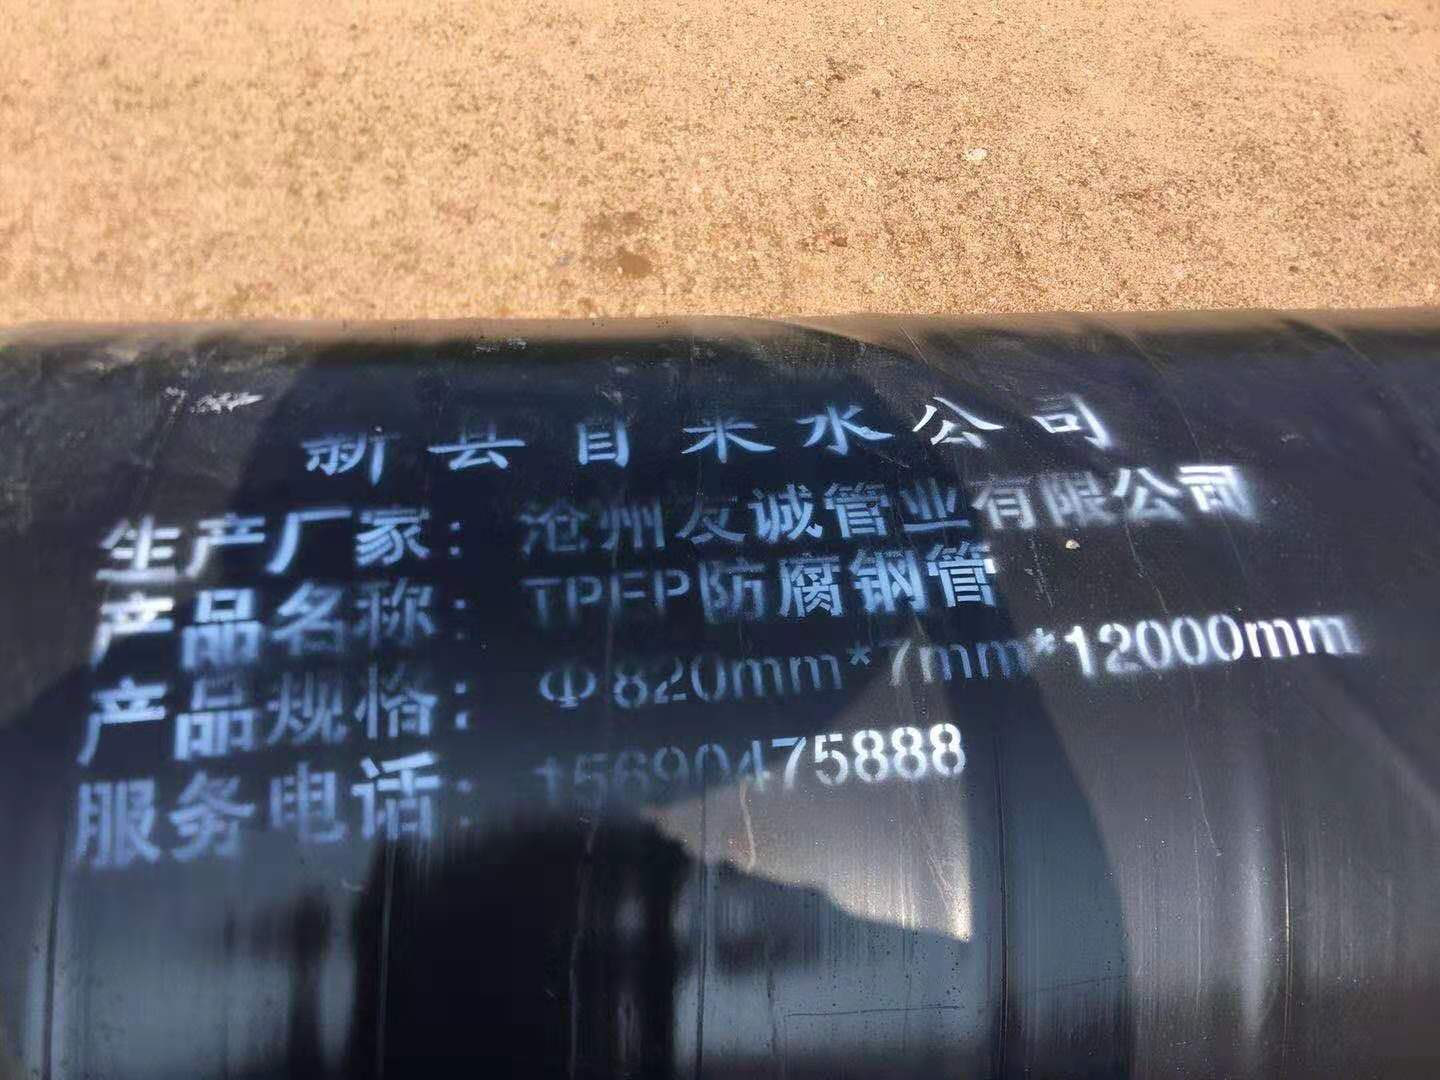 新县自来水公司
生产厂家：沧州友诚管业有限公司
产品名称：TPEP防腐钢管
产品规格：Φ820mm*7mm*12000mm
服务电话：15690475888